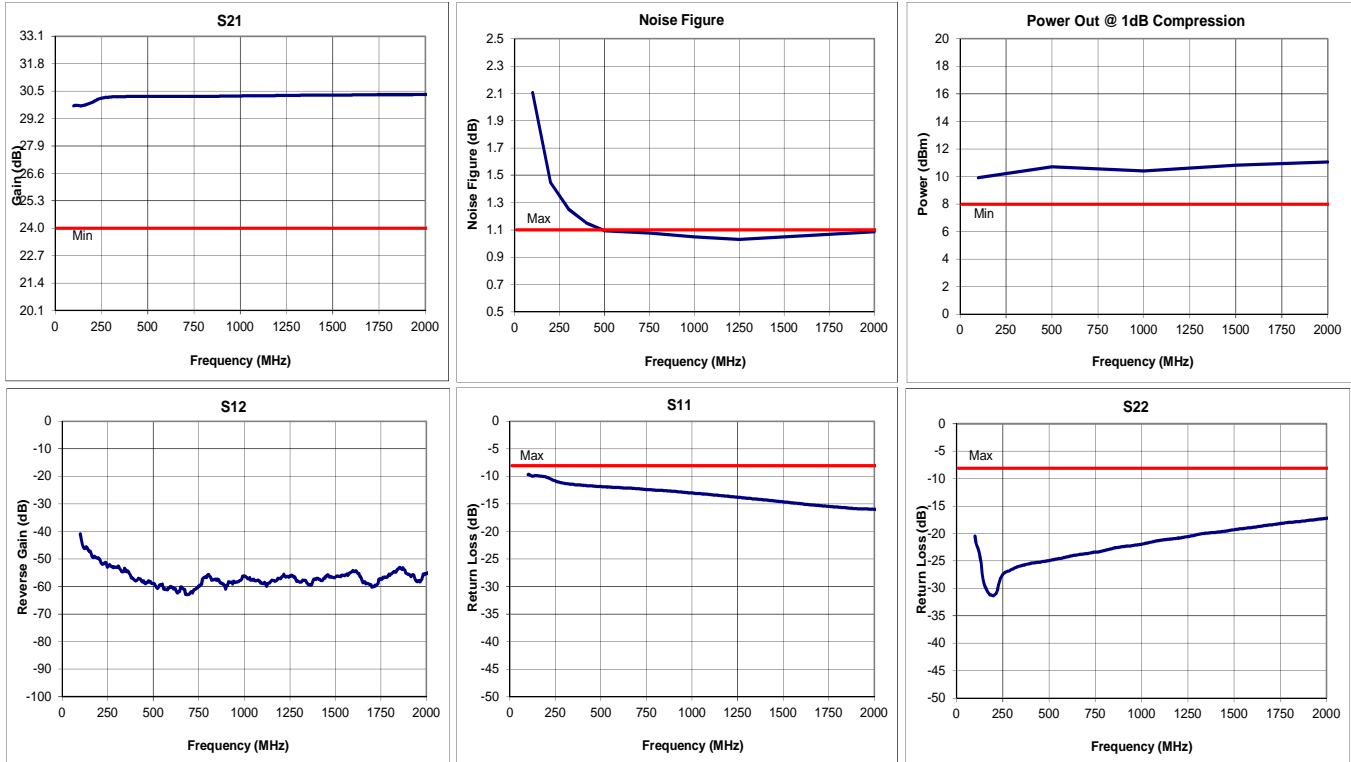 S21
33.1
31.8
30.5
29.2
27.9
26.6
25.3
24.0
22.7
21.4
20.1
Gain (dB)
Min
0 250 500 750 1000 1250 1500 1750 2000
Frequency (MHz)
Noise Figure
2.5
2.3
2.1
1.9
1.7
1.5
1.3
1.1
0.9
0.7
0.5
Noise Figure (dB)
Max
0 250 500 750 1000 1250 1500 1750 2000
Frequency (MHz)
Power Out @ 1dB Compression
20
18
16
14
12
10
8
6
4
2
0
Power (dBm)
Min
0 250 500 750 1000 1250 1500 1750 2000
Frequency (MHz)
S12
0
-10
-20
-30
-40
-50
-60
-70
-80
-90
-100
Reverse Gain (dB)
0 250 500 750 1000 1250 1500 1750 2000
Frequency (MHz)
S11
0
-5
-10
-15
-20
-25
-30
-35
-40
-45
-50
Return Loss (dB)
Max
0 250 500 750 1000 1250 1500 1750 2000
Frequency (MHz)
S22
0
-5
-10
-15
-20
-25
-30
-35
-40
-45
-50
Return Loss (dB)
Max
0 250 500 750 1000 1250 1500 1750 2000
Frequency (MHz)